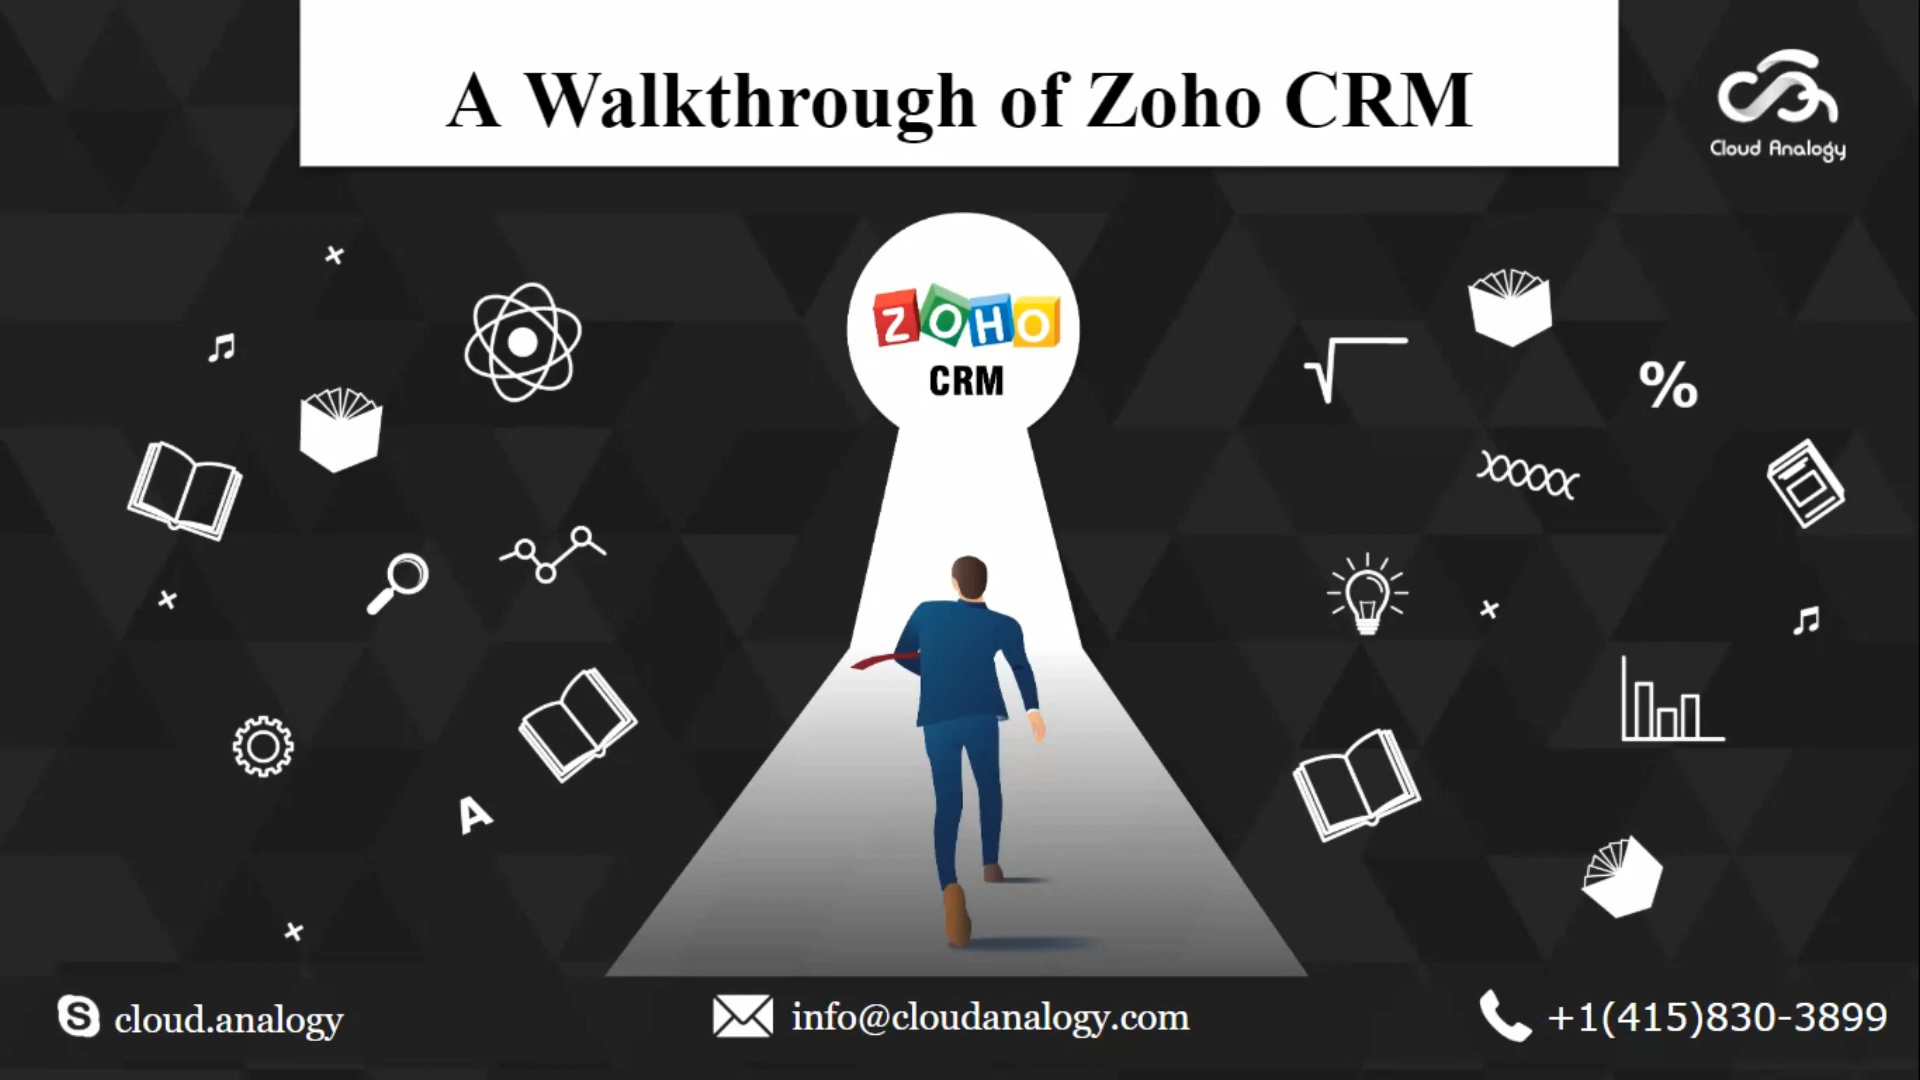 A Walkthrough of Zoho CRM
Cloud Analogy
ZOHO
CRM
%
A
cloud.analogy
info@cloudanalogy.com
+1(415)830-3899